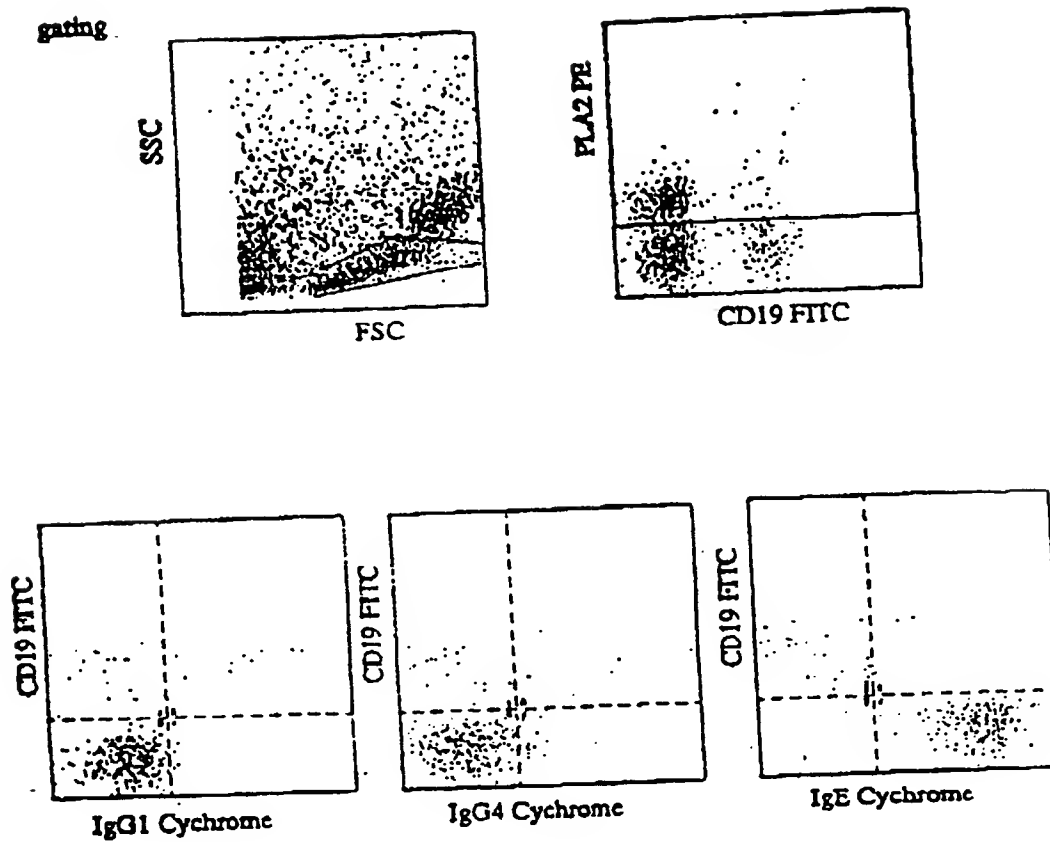 gating
SSC
FSC
PLA2 PE
CD19 FITC
CD19 FITC
IgG1 Cychrome
CD19 FITC
IgG4 Cychrome
CD19 FITC
IgE Cychrome